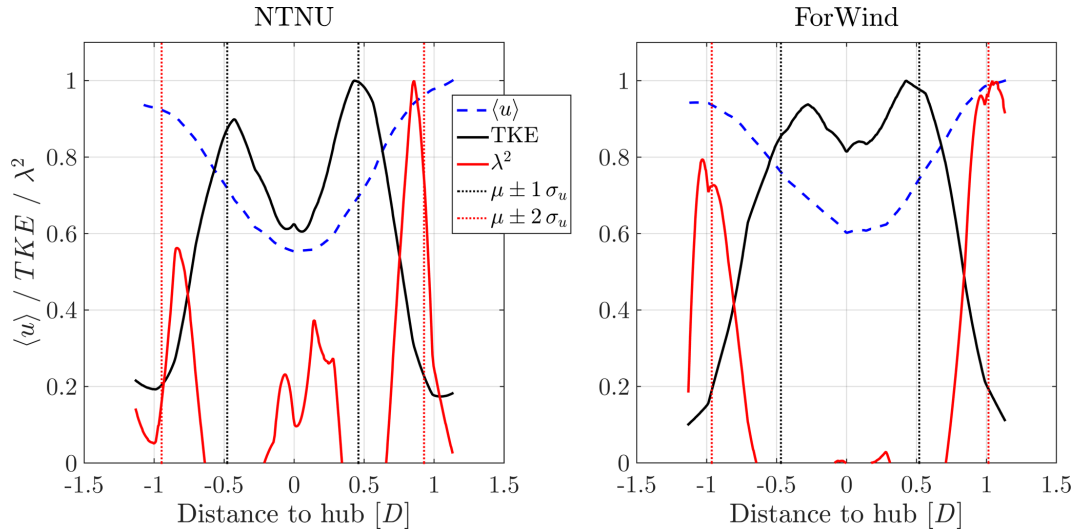 NTNU
ForWind
⟨u⟩ / TKE / λ²
1
0.8
0.6
0.4
0.2
0
-1.5 -1 -0.5 0 0.5 1 1.5
Distance to hub [D]
⟨u⟩
TKE
λ²
μ ± 1 σᵤ
μ ± 2 σᵤ
1
0.8
0.6
0.4
0.2
0
-1.5 -1 -0.5 0 0.5 1 1.5
Distance to hub [D]